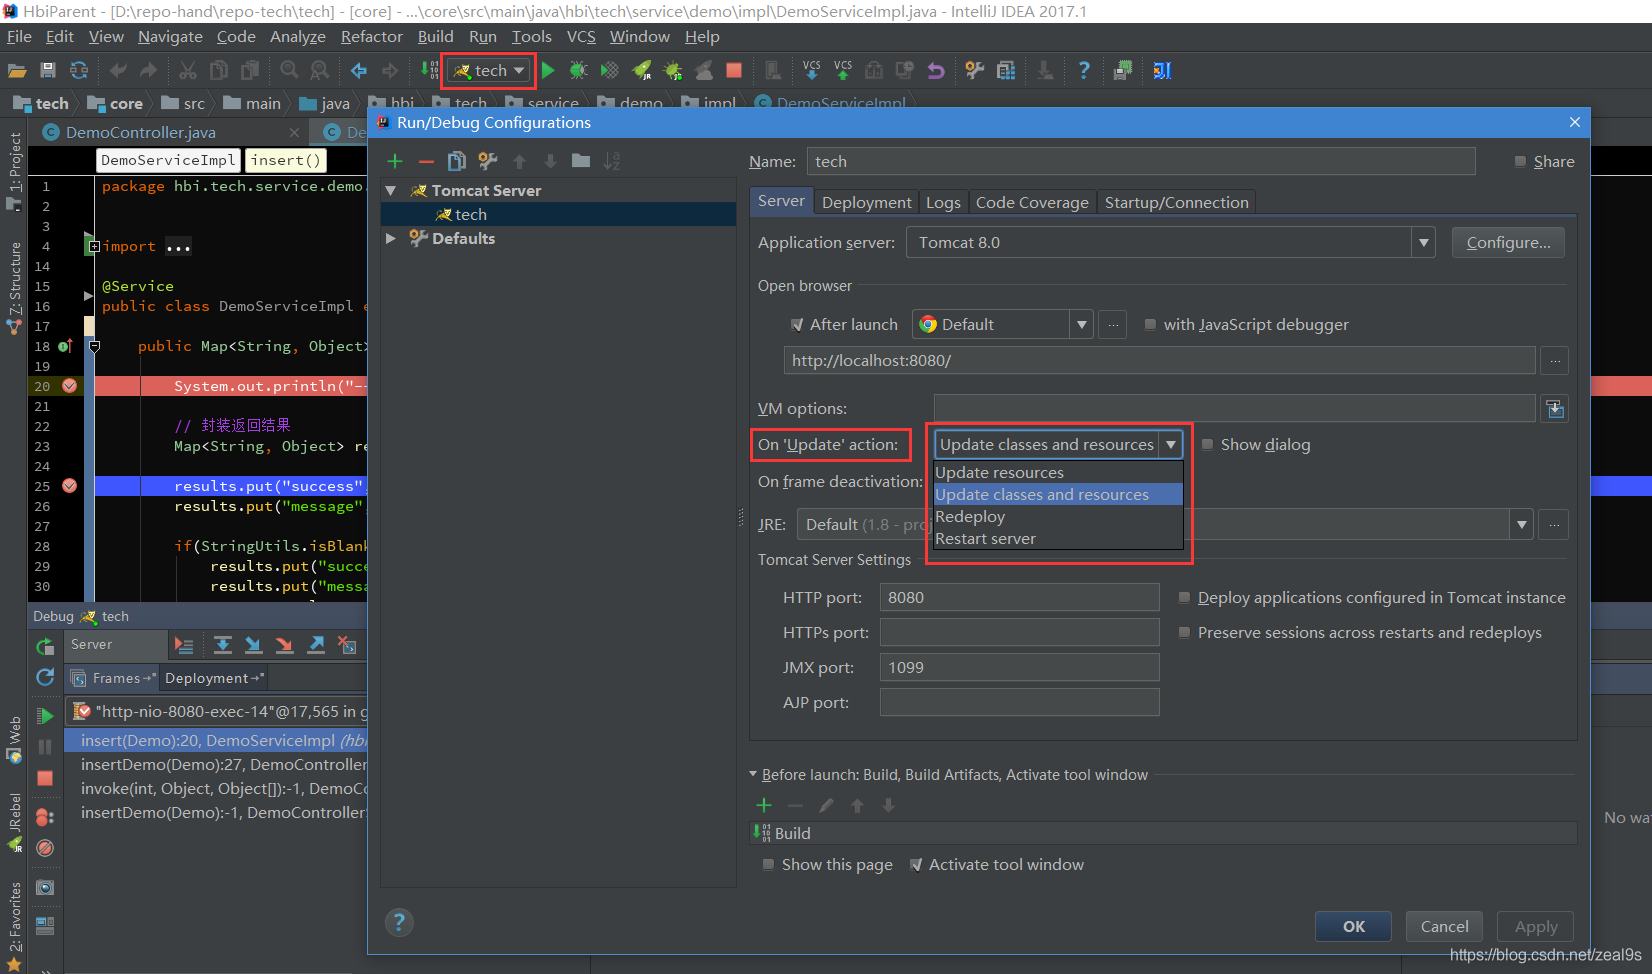 HbiParent - [D:\repo-hand\repo-tech\tech] - [core] - ...\core\src\main\java\hbi\tech\service\demo\impl\DemoServiceImpl.java - IntelliJ IDEA 2017.1
File Edit View Navigate Code Analyze Refactor Build Run Tools VCS Window Help
tech VCS VCS
tech core src main java hbi tech service demo impl DemoServiceImpl
DemoController.java De
Run/Debug Configurations
DemoServiceImpl insert()
1 package hbi.tech.service.demo.
2
3
4 import ...
14
15 @Service
16 public class DemoServiceImpl e
17
18 public Map<String, Object>
19
20 System.out.println("--
21
22 // 封装返回结果
23 Map<String, Object> re
24
25 results.put("success",
26 results.put("message",
27
28 if(StringUtils.isBlank
29 results.put("succe
30 results.put("messa
1: Project
7: Structure
Web
JRebel
2: Favorites
Tomcat Server
tech
Defaults
Name: tech Share
Server Deployment Logs Code Coverage Startup/Connection
Application server: Tomcat 8.0 Configure...
Open browser
After launch Default ... with JavaScript debugger
http://localhost:8080/ ...
VM options:
On 'Update' action: Update classes and resources Show dialog
Update resources
Update classes and resources
Redeploy
Restart server
On frame deactivation:
JRE: Default (1.8 - proj ...
Tomcat Server Settings
HTTP port: 8080 Deploy applications configured in Tomcat instance
HTTPs port: Preserve sessions across restarts and redeploys
JMX port: 1099
AJP port:
Before launch: Build, Build Artifacts, Activate tool window
Build
Show this page Activate tool window
OK Cancel Apply
Debug tech
Server
Frames Deployment
"http-nio-8080-exec-14"@17,565 in g
insert(Demo):20, DemoServiceImpl (hbi
insertDemo(Demo):27, DemoController
invoke(int, Object, Object[]):-1, DemoCo
insertDemo(Demo):-1, DemoController
No wa
https://blog.csdn.net/zeal9s